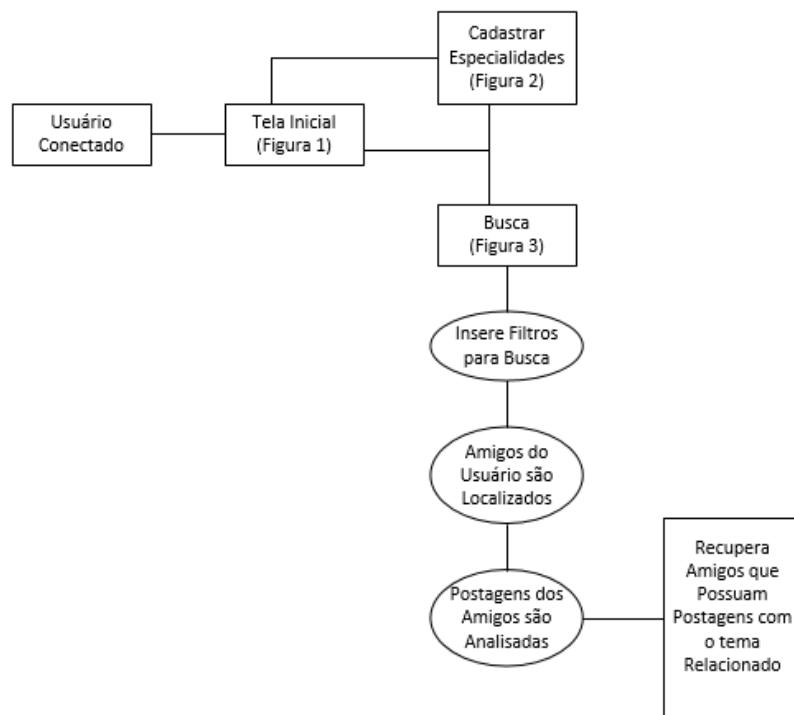 Cadastrar
Especialidades
(Figura 2)
Usuário
Conectado
Tela Inicial
(Figura 1)
Busca
(Figura 3)
Insere Filtros
para Busca
Amigos do
Usuário são
Localizados
Postagens dos
Amigos são
Analisadas
Recupera
Amigos que
Possuam
Postagens com
o tema
Relacionado